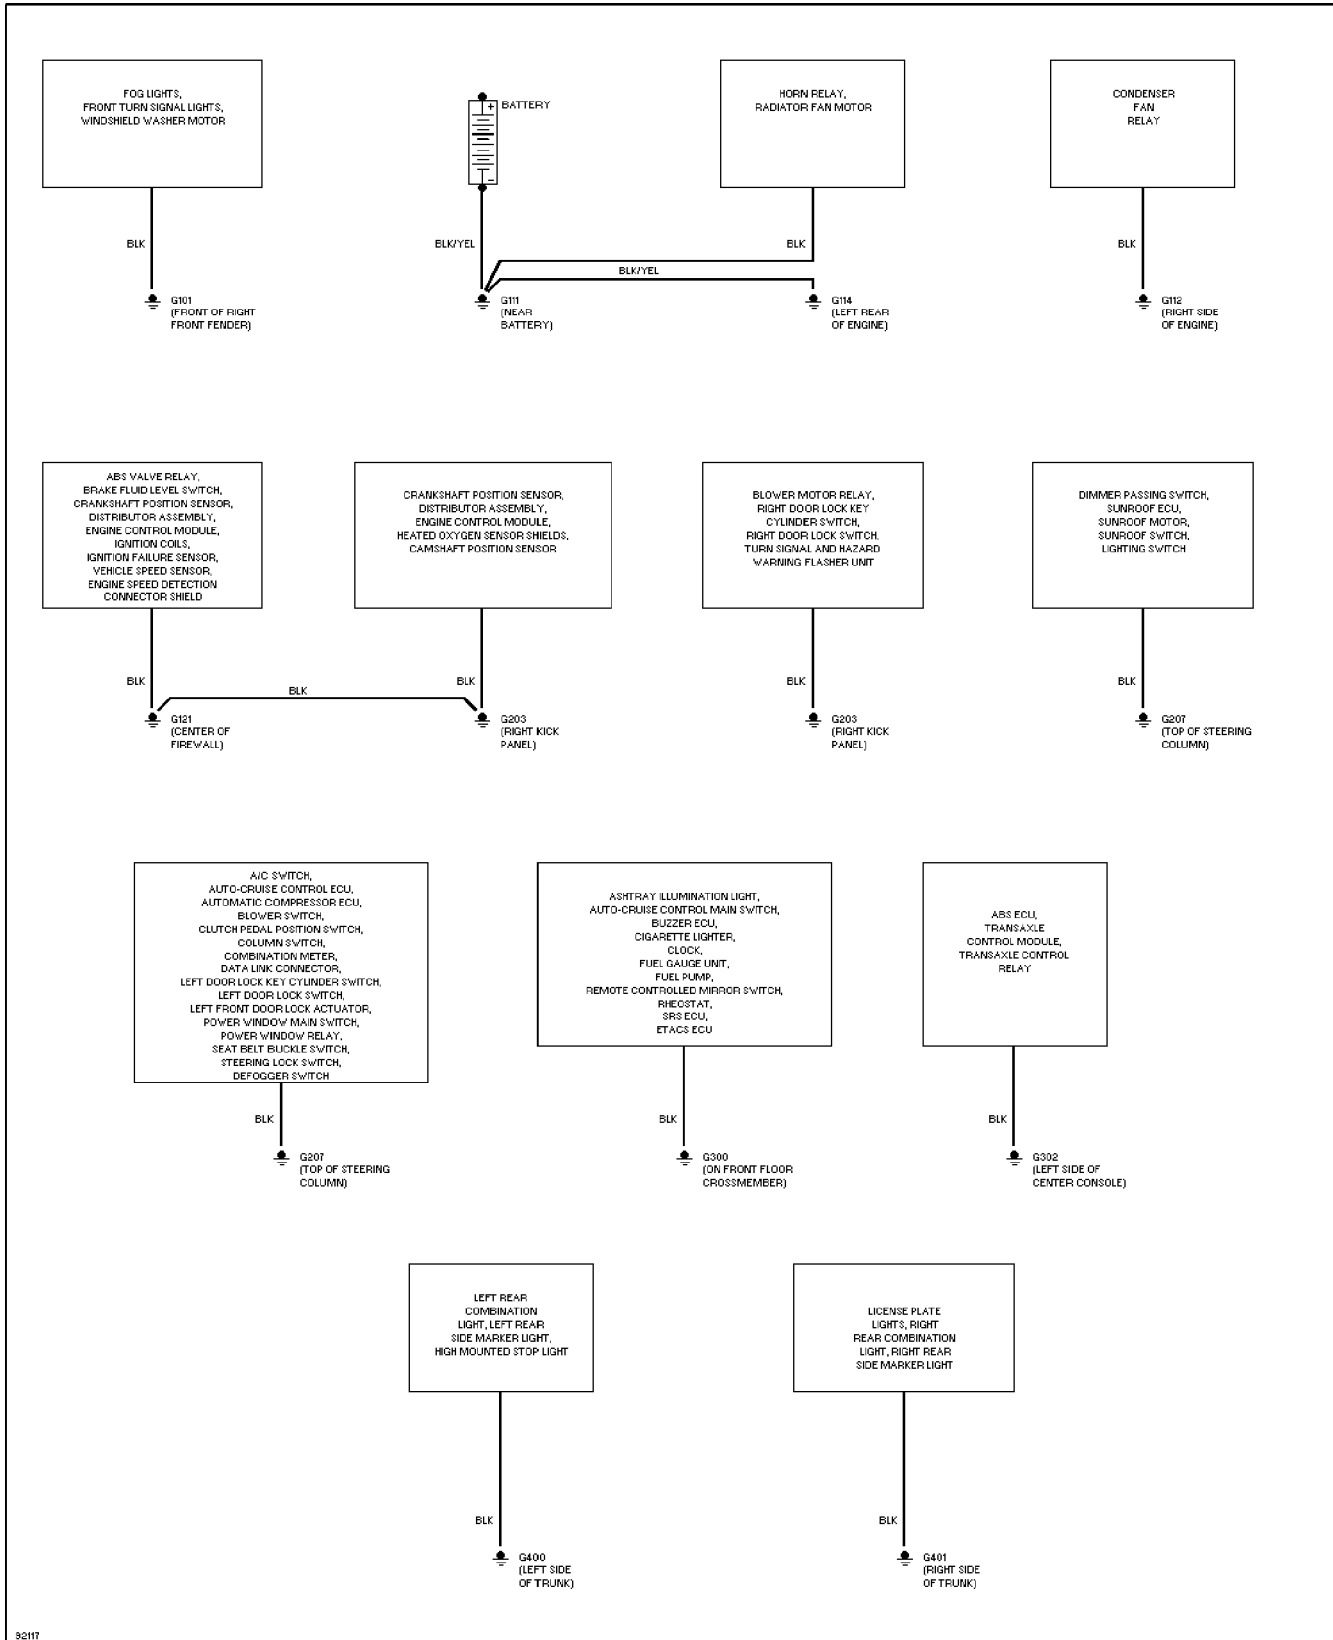 FOG LIGHTS,
FRONT TURN SIGNAL LIGHTS,
WINDSHIELD WASHER MOTOR
BLK
G101
(FRONT OF RIGHT
FRONT FENDER)
+
BATTERY
-
BLK/YEL
G111
(NEAR
BATTERY)
HORN RELAY,
RADIATOR FAN MOTOR
BLK
BLK/YEL
G114
(LEFT REAR
OF ENGINE)
CONDENSER
FAN
RELAY
BLK
G112
(RIGHT SIDE
OF ENGINE)
ABS VALVE RELAY,
BRAKE FLUID LEVEL SWITCH,
CRANKSHAFT POSITION SENSOR,
DISTRIBUTOR ASSEMBLY,
ENGINE CONTROL MODULE,
IGNITION COILS,
IGNITION FAILURE SENSOR,
VEHICLE SPEED SENSOR,
ENGINE SPEED DETECTION
CONNECTOR SHIELD
BLK
G121
(CENTER OF
FIREWALL)
BLK
CRANKSHAFT POSITION SENSOR,
DISTRIBUTOR ASSEMBLY,
ENGINE CONTROL MODULE,
HEATED OXYGEN SENSOR SHIELDS,
CAMSHAFT POSITION SENSOR
BLK
G203
(RIGHT KICK
PANEL)
BLOWER MOTOR RELAY,
RIGHT DOOR LOCK KEY
CYLINDER SWITCH,
RIGHT DOOR LOCK SWITCH,
TURN SIGNAL AND HAZARD
WARNING FLASHER UNIT
BLK
G203
(RIGHT KICK
PANEL)
DIMMER PASSING SWITCH,
SUNROOF ECU,
SUNROOF MOTOR,
SUNROOF SWITCH,
LIGHTING SWITCH
BLK
G207
(TOP OF STEERING
COLUMN)
A/C SWITCH,
AUTO-CRUISE CONTROL ECU,
AUTOMATIC COMPRESSOR ECU,
BLOWER SWITCH,
CLUTCH PEDAL POSITION SWITCH,
COLUMN SWITCH,
COMBINATION METER,
DATA LINK CONNECTOR,
LEFT DOOR LOCK KEY CYLINDER SWITCH,
LEFT DOOR LOCK SWITCH,
LEFT FRONT DOOR LOCK ACTUATOR,
POWER WINDOW MAIN SWITCH,
POWER WINDOW RELAY,
SEAT BELT BUCKLE SWITCH,
STEERING LOCK SWITCH,
DEFOGGER SWITCH
BLK
G207
(TOP OF STEERING
COLUMN)
ASHTRAY ILLUMINATION LIGHT,
AUTO-CRUISE CONTROL MAIN SWITCH,
BUZZER ECU,
CIGARETTE LIGHTER,
CLOCK,
FUEL GAUGE UNIT,
FUEL PUMP,
REMOTE CONTROLLED MIRROR SWITCH,
RHEOSTAT,
SRS ECU,
ETACS ECU
BLK
G300
(ON FRONT FLOOR
CROSSMEMBER)
ABS ECU,
TRANSAXLE
CONTROL MODULE,
TRANSAXLE CONTROL
RELAY
BLK
G302
(LEFT SIDE OF
CENTER CONSOLE)
LEFT REAR
COMBINATION
LIGHT, LEFT REAR
SIDE MARKER LIGHT,
HIGH MOUNTED STOP LIGHT
BLK
G400
(LEFT SIDE
OF TRUNK)
LICENSE PLATE
LIGHTS, RIGHT
REAR COMBINATION
LIGHT, RIGHT REAR
SIDE MARKER LIGHT
BLK
G401
(RIGHT SIDE
OF TRUNK)
92117